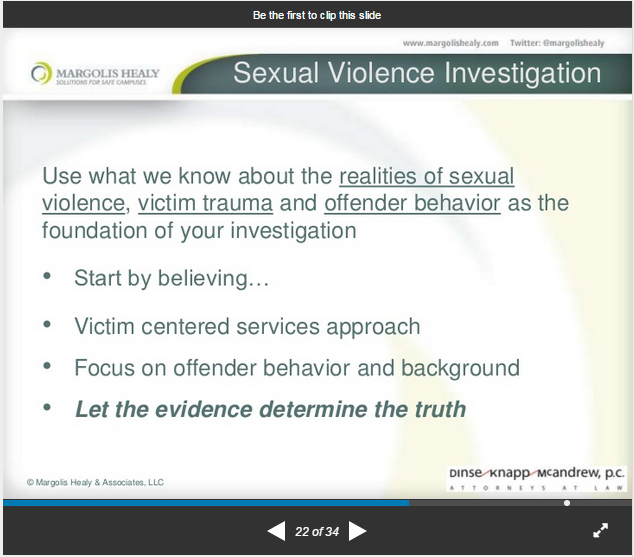 Be the first to clip this slide
www.margolishealy.com Twitter: @margolishealy
MARGOLIS HEALY
SOLUTIONS FOR SAFE CAMPUSES
Sexual Violence Investigation
Use what we know about the realities of sexual
violence, victim trauma and offender behavior as the
foundation of your investigation
• Start by believing…
• Victim centered services approach
• Focus on offender behavior and background
• Let the evidence determine the truth
© Margolis Healy & Associates, LLC
DINSE/KNAPP/MCANDREW, P.C.
ATTORNEYS AT LAW
22 of 34